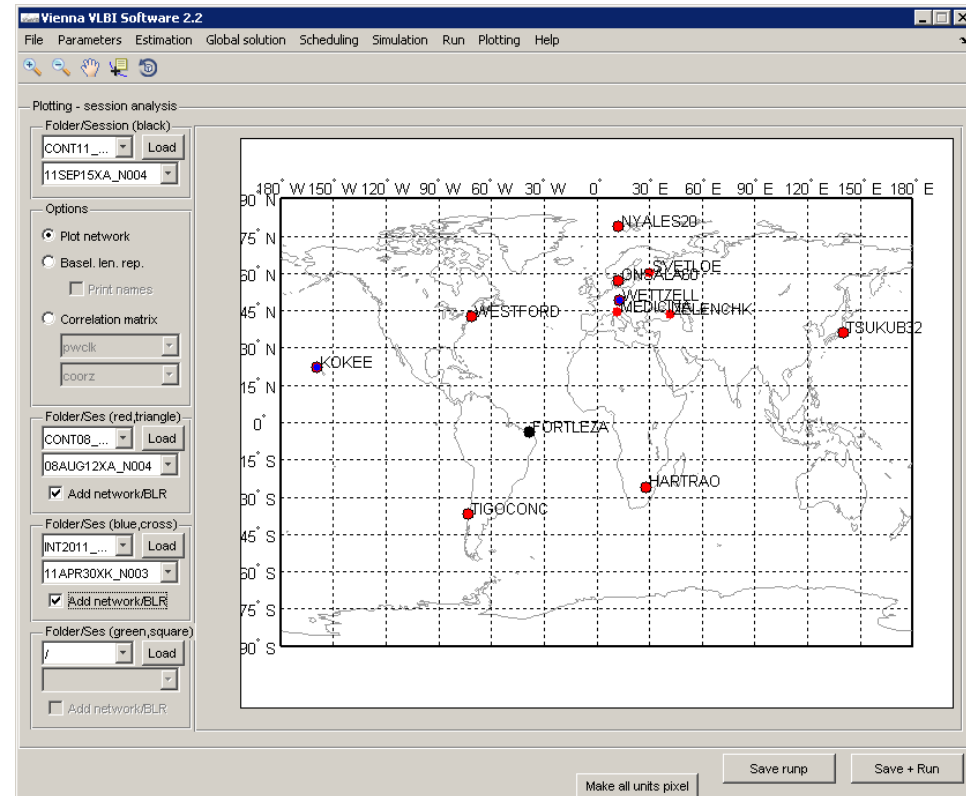 Vienna VLBI Software 2.2
File Parameters Estimation Global solution Scheduling Simulation Run Plotting Help
Plotting - session analysis
Folder/Session (black)
CONT11_... Load
11SEP15XA_N004
Options
Plot network
Basel. len. rep.
Print names
Correlation matrix
pwclk
coorz
Folder/Ses (red,triangle)
CONT08_... Load
08AUG12XA_N004
Add network/BLR
Folder/Ses (blue,cross)
INT2011_... Load
11APR30XK_N003
Add network/BLR
Folder/Ses (green,square)
/ Load
Add network/BLR
180° W 150° W 120° W 90° W 60° W 30° W 0° 30° E 60° E 90° E 120° E 150° E 180° E
90° N
75° N
60° N
45° N
30° N
15° N
0°
15° S
30° S
45° S
60° S
75° S
90° S
NYALES20
SVETLOE
ONSALA60
WETTZELL
MEDICINA
ZELENCHK
WESTFORD
TSUKUB32
KOKEE
FORTLEZA
HARTRAO
TIGOCONC
Save runp
Save + Run
Make all units pixel